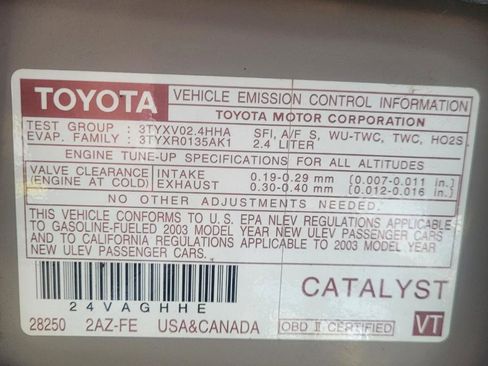 TOYOTA VEHICLE EMISSION CONTROL INFORMATION
TOYOTA MOTOR CORPORATION
TEST GROUP : 3TYXV02.4HHA SFI, A/F S, WU-TWC, TWC, HO2S
EVAP. FAMILY : 3TYXR0135AK1 2.4 LITER
ENGINE TUNE-UP SPECIFICATIONS FOR ALL ALTITUDES
VALVE CLEARANCE INTAKE 0.19-0.29 mm [0.007-0.011 in.]
(ENGINE AT COLD) EXHAUST 0.30-0.40 mm [0.012-0.016 in.]
NO OTHER ADJUSTMENTS NEEDED.
THIS VEHICLE CONFORMS TO U.S. EPA NLEV REGULATIONS APPLICABLE
TO GASOLINE-FUELED 2003 MODEL YEAR NEW ULEV PASSENGER CARS
AND TO CALIFORNIA REGULATIONS APPLICABLE TO 2003 MODEL YEAR
NEW ULEV PASSENGER CARS.
24VAGHHE
CATALYST
28250 2AZ-FE USA&CANADA OBD II CERTIFIED VT